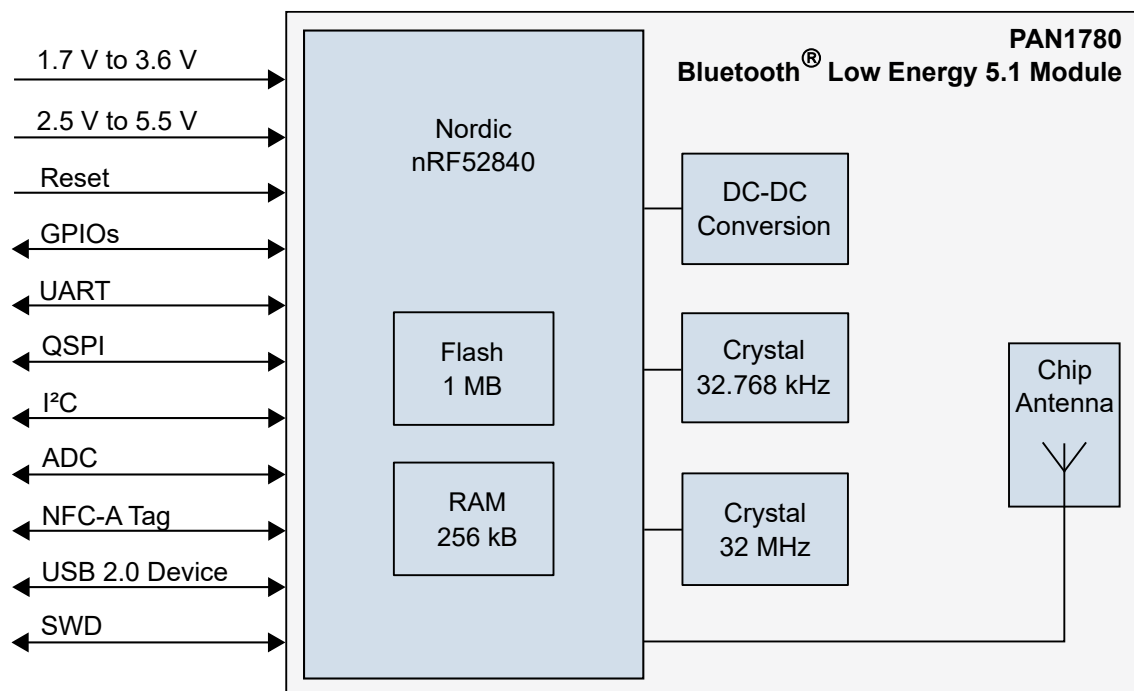 PAN1780
Bluetooth® Low Energy 5.1 Module
1.7 V to 3.6 V
2.5 V to 5.5 V
Reset
GPIOs
UART
QSPI
I²C
ADC
NFC-A Tag
USB 2.0 Device
SWD
Nordic
nRF52840
Flash
1 MB
RAM
256 kB
DC-DC
Conversion
Crystal
32.768 kHz
Crystal
32 MHz
Chip
Antenna